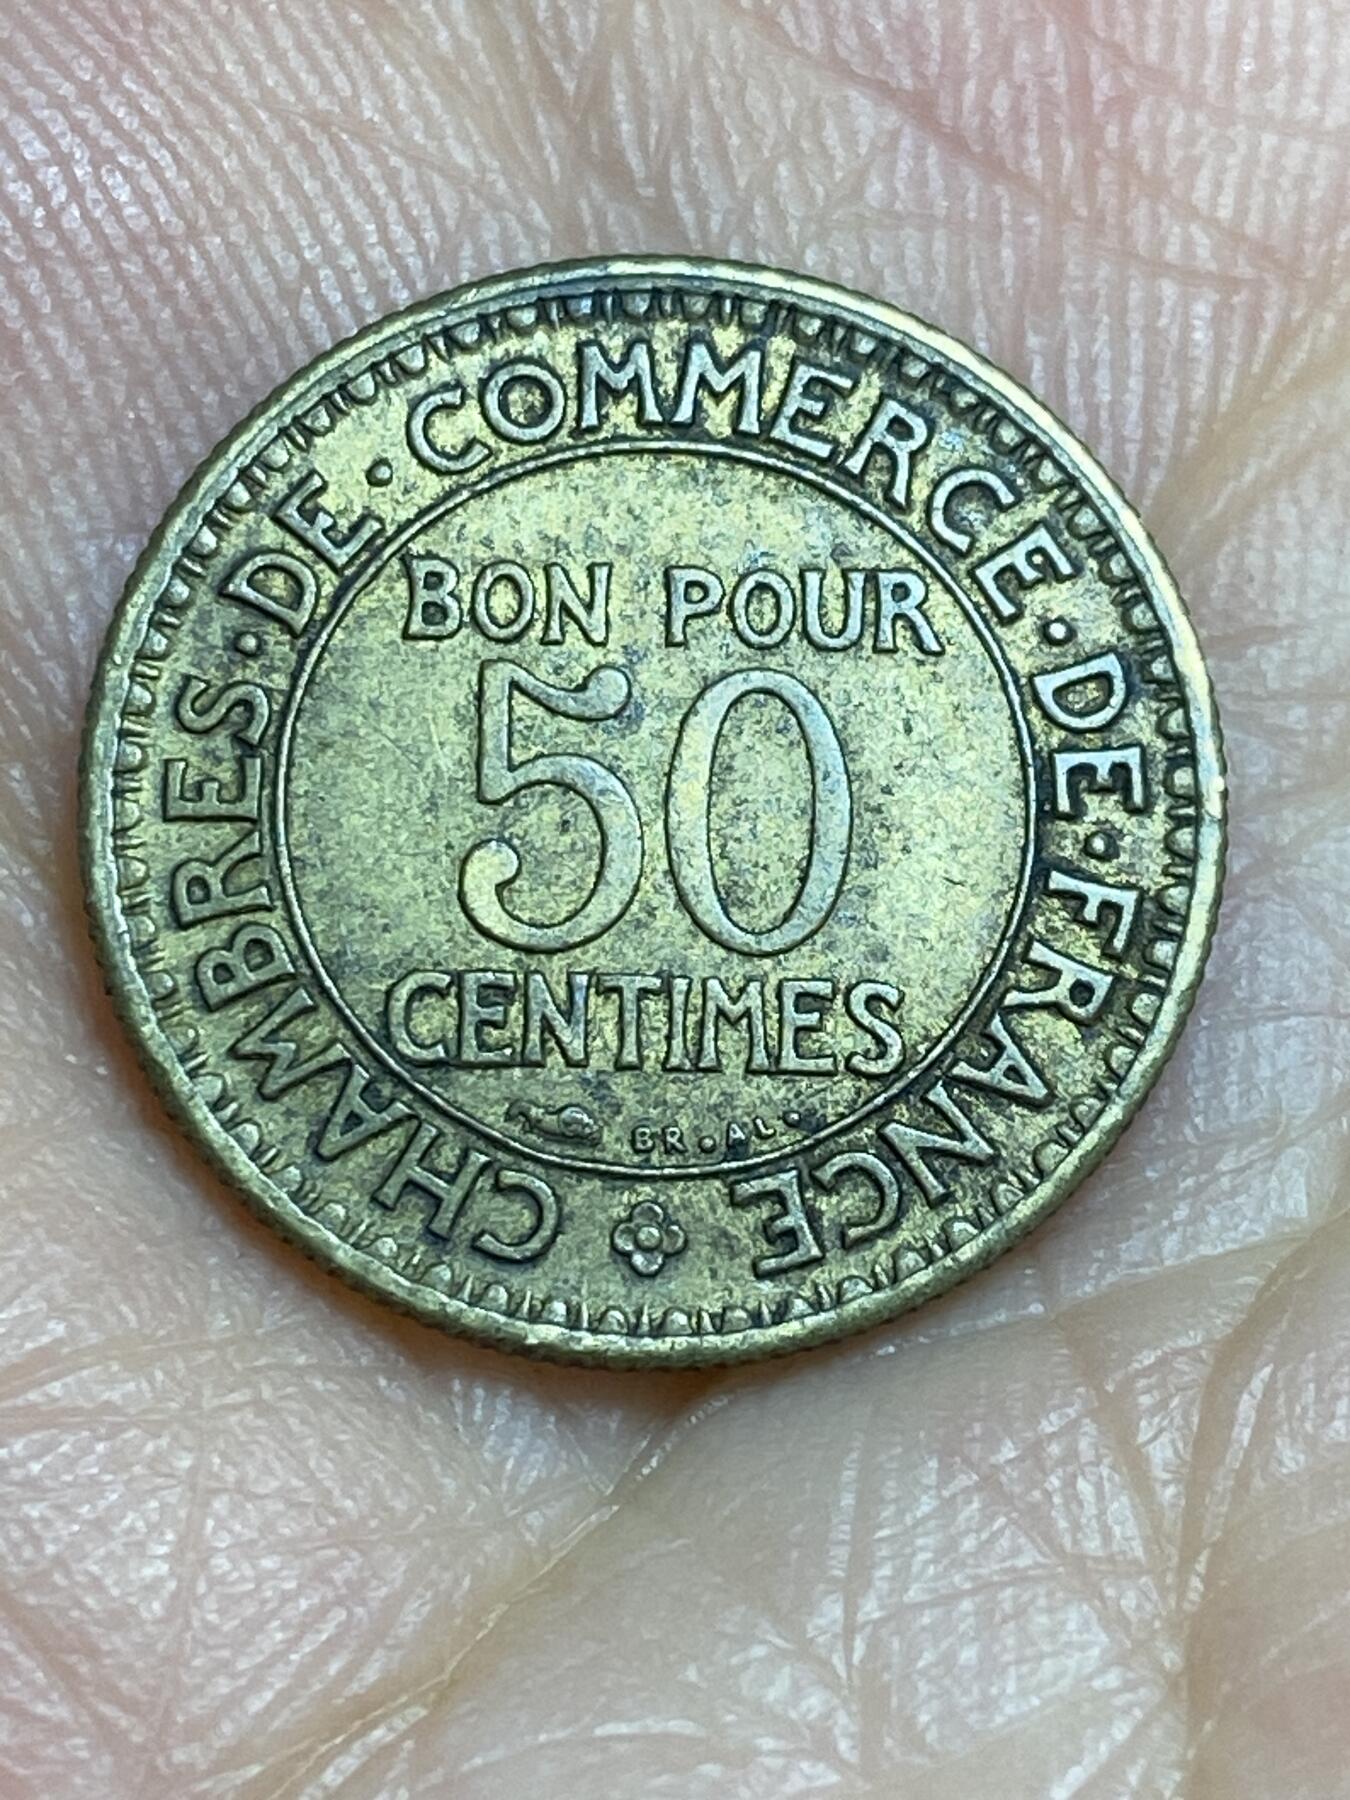 CHAMBRES · DE · COMMERCE · DE · FRANCE
BON POUR
50
CENTIMES
BR. AL.